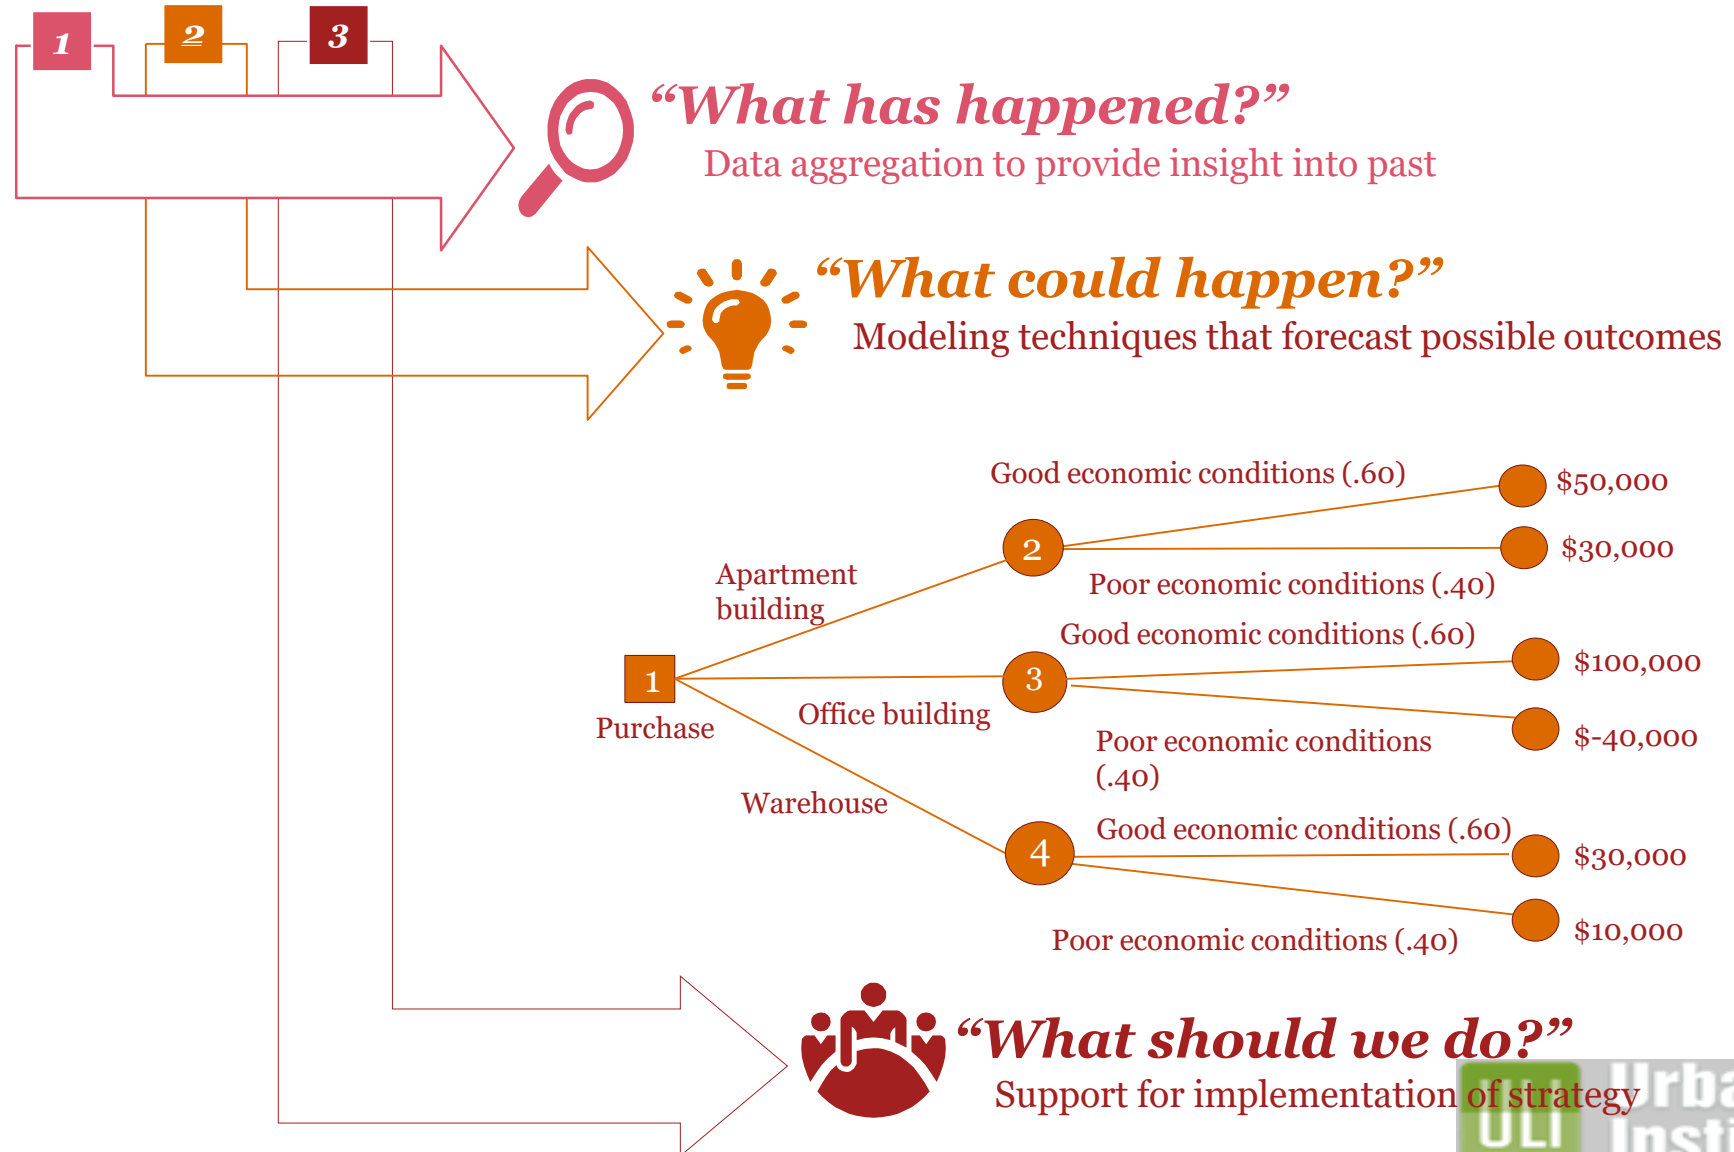 1
2
3
“What has happened?”
Data aggregation to provide insight into past
“What could happen?”
Modeling techniques that forecast possible outcomes
Good economic conditions (.60)
$50,000
2
$30,000
Apartment
building
Poor economic conditions (.40)
Good economic conditions (.60)
$100,000
1
3
Purchase
Office building
$-40,000
Poor economic conditions
(.40)
Warehouse
Good economic conditions (.60)
4
$30,000
Poor economic conditions (.40)
$10,000
“What should we do?”
Support for implementation of strategy
ULI